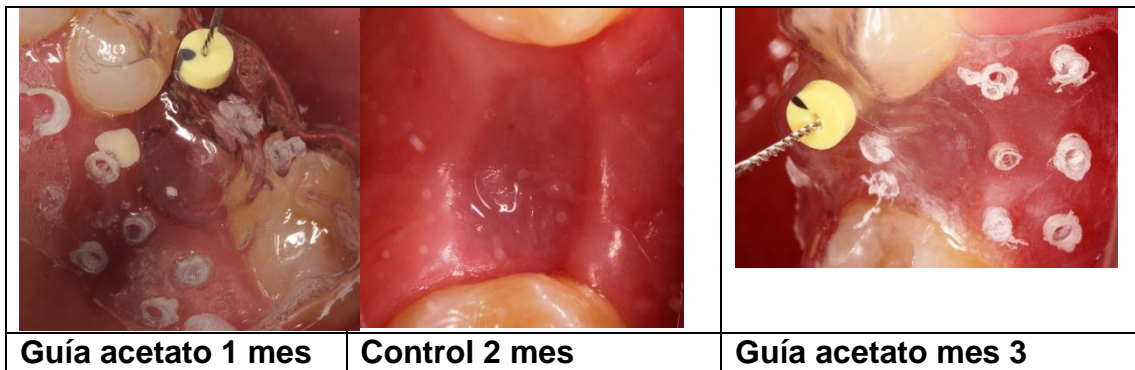 Guía acetato 1 mes
Control 2 mes
Guía acetato mes 3